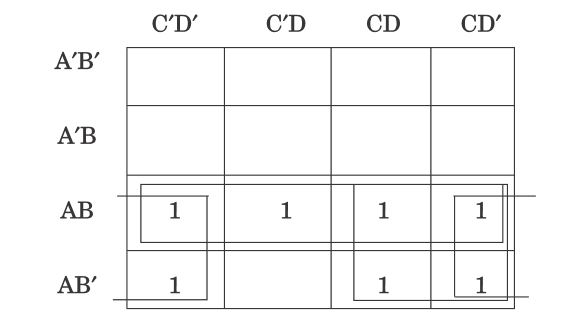 C′D′ C′D CD CD′
A′B′
A′B
AB 1 1 1 1
AB′ 1 1 1